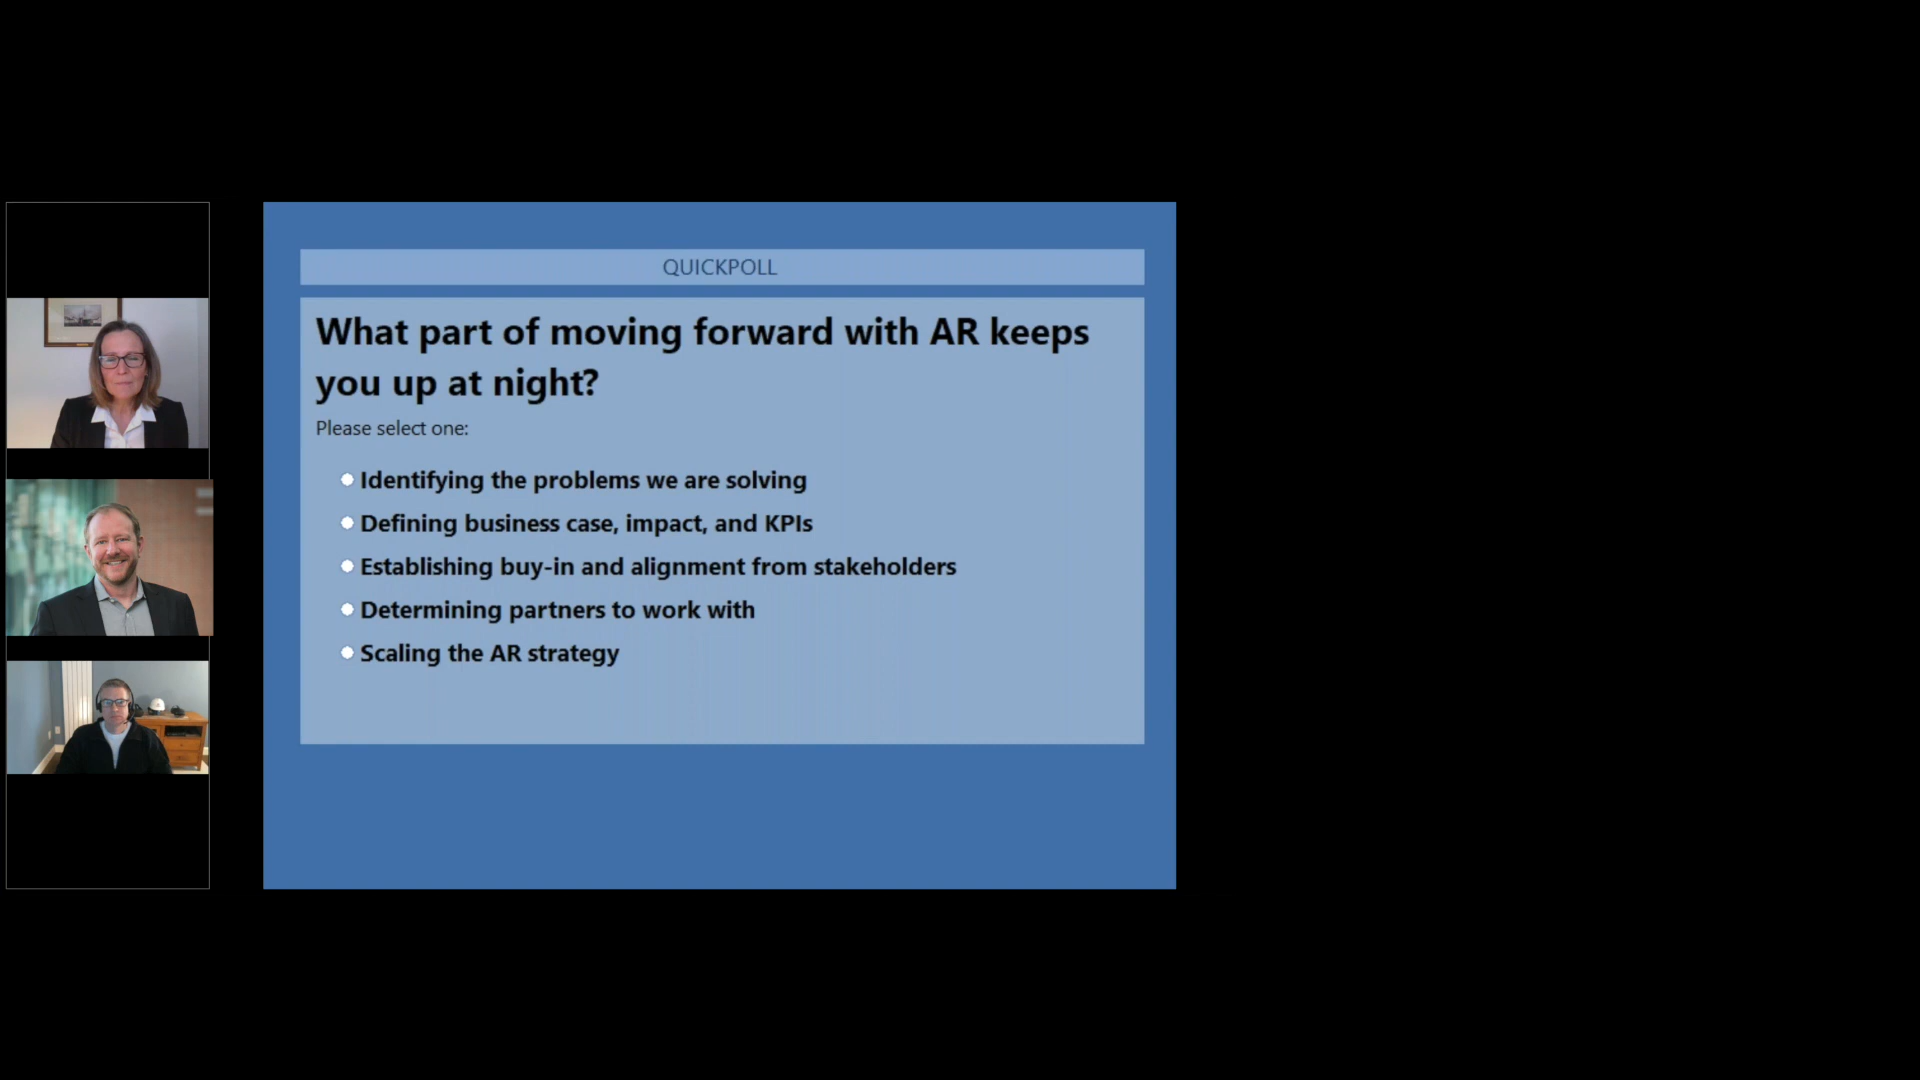 QUICKPOLL
What part of moving forward with AR keeps
you up at night?
Please select one:
Identifying the problems we are solving
Defining business case, impact, and KPIs
Establishing buy-in and alignment from stakeholders
Determining partners to work with
Scaling the AR strategy